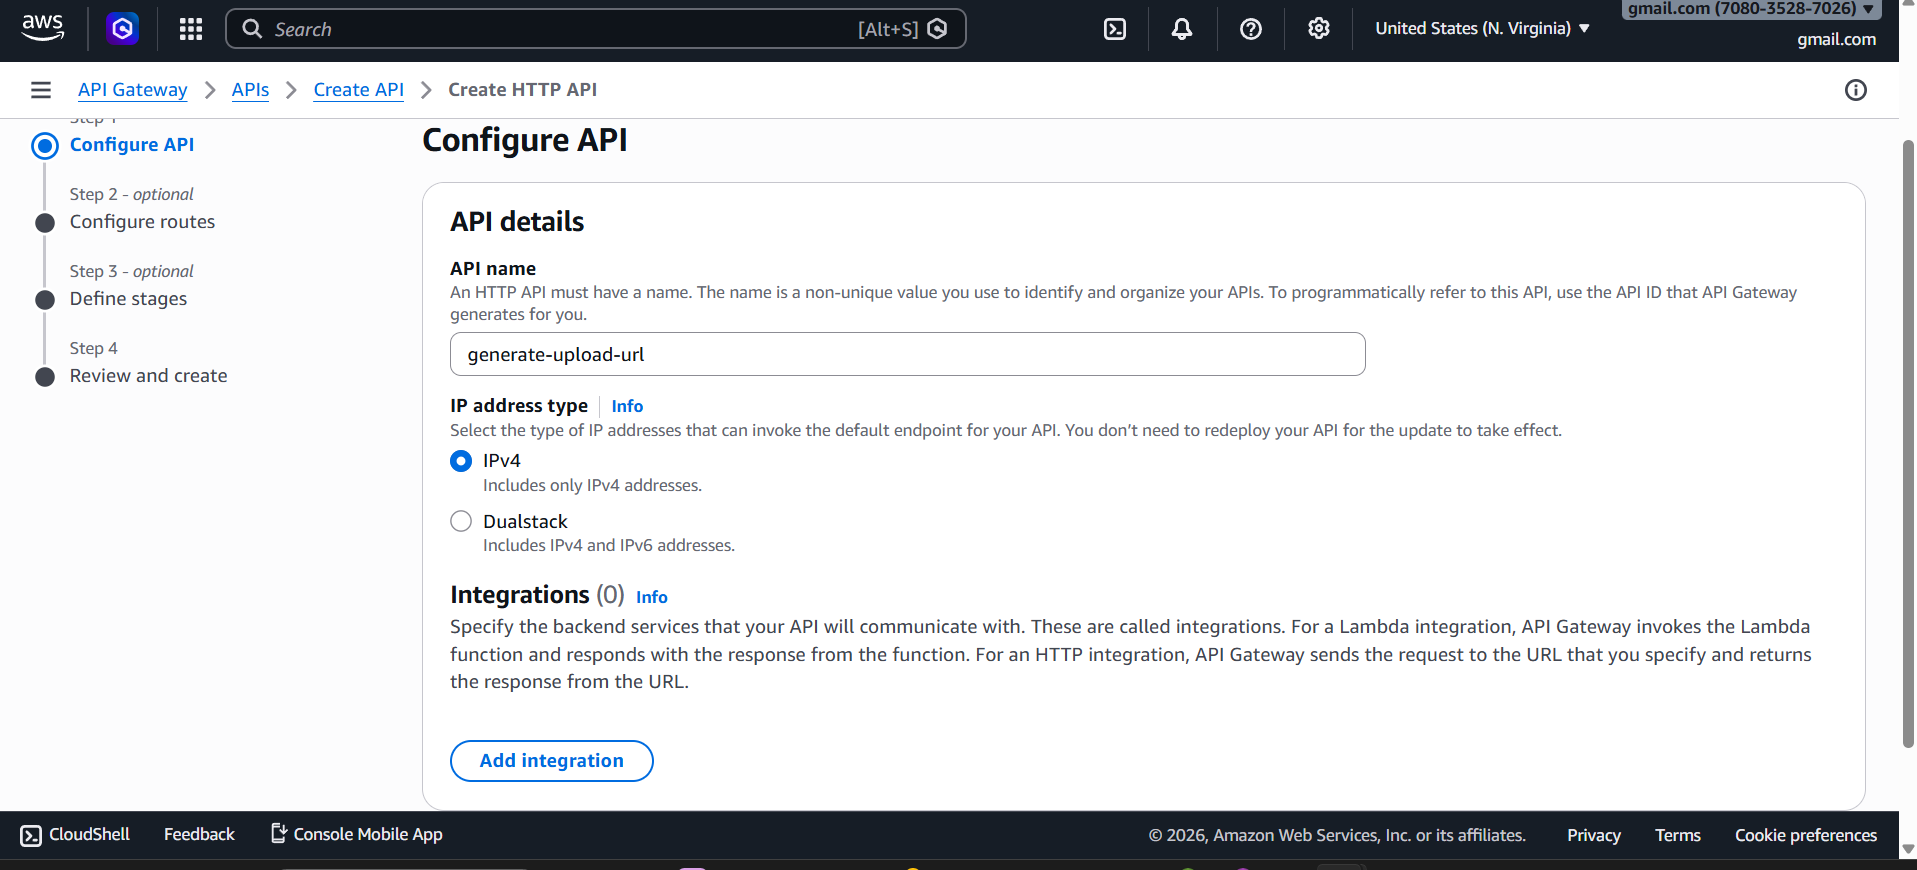 aws
Search
[Alt+S]
United States (N. Virginia)
gmail.com (7080-3528-7026)
gmail.com
API Gateway
APIs
Create API
Create HTTP API
Step 1
Configure API
Step 2 - optional
Configure routes
Step 3 - optional
Define stages
Step 4
Review and create
Configure API
API details
API name
An HTTP API must have a name. The name is a non-unique value you use to identify and organize your APIs. To programmatically refer to this API, use the API ID that API Gateway
generates for you.
generate-upload-url
IP address type Info
Select the type of IP addresses that can invoke the default endpoint for your API. You don’t need to redeploy your API for the update to take effect.
IPv4
Includes only IPv4 addresses.
Dualstack
Includes IPv4 and IPv6 addresses.
Integrations (0) Info
Specify the backend services that your API will communicate with. These are called integrations. For a Lambda integration, API Gateway invokes the Lambda
function and responds with the response from the function. For an HTTP integration, API Gateway sends the request to the URL that you specify and returns
the response from the URL.
Add integration
CloudShell
Feedback
Console Mobile App
© 2026, Amazon Web Services, Inc. or its affiliates.
Privacy
Terms
Cookie preferences